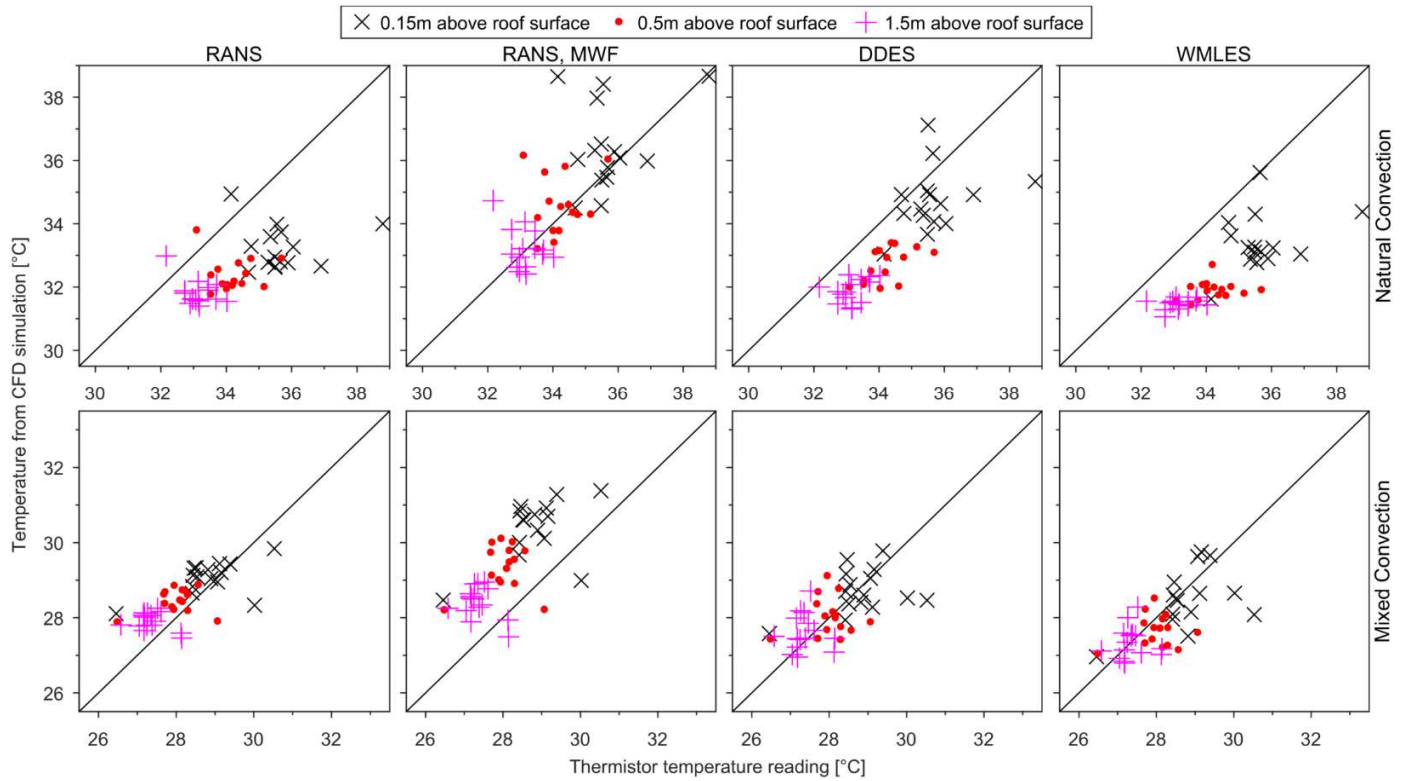 0.15m above roof surface 0.5m above roof surface 1.5m above roof surface
RANS RANS, MWF DDES WMLES
Temperature from CFD simulation [°C]
38
36
34
32
30
30 32 34 36 38 30 32 34 36 38 32 34 36 38 30 32 34 36 38
Natural Convection
32
30
28
26
26 28 30 32 26 28 30 32 26 28 30 32 26 28 30 32
Mixed Convection
Thermistor temperature reading [°C]